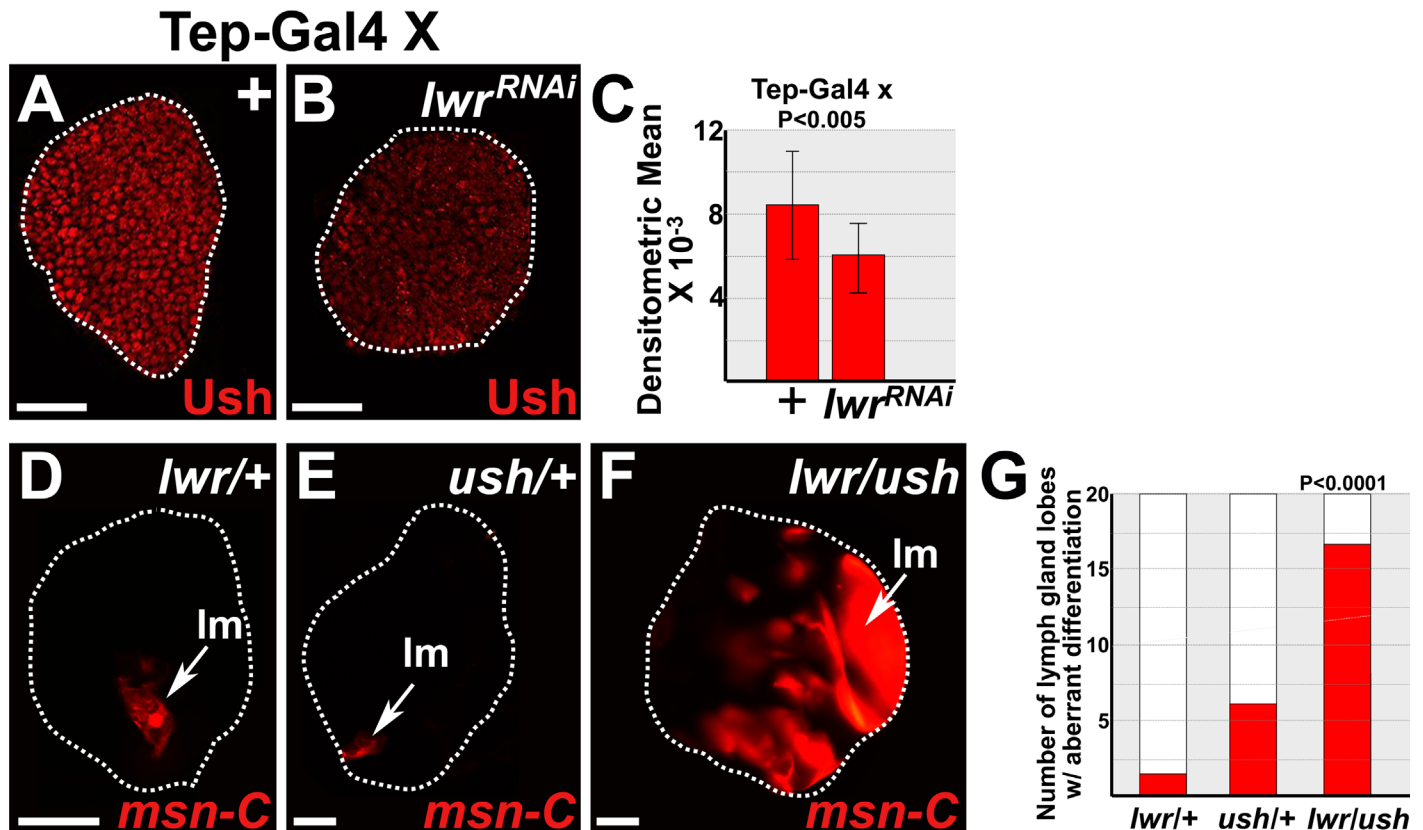 Tep-Gal4 X
A
+
Ush
B
lwr^RNAi
Ush
C
Tep-Gal4 x
P<0.005
Densitometric Mean
X 10^-3
12
8
4
+
lwr^RNAi
D
lwr/+
lm
msn-C
E
ush/+
lm
msn-C
F
lwr/ush
lm
msn-C
G
P<0.0001
Number of lymph gland lobes
w/ aberrant differentiation
20
15
10
5
lwr/+
ush/+
lwr/ush